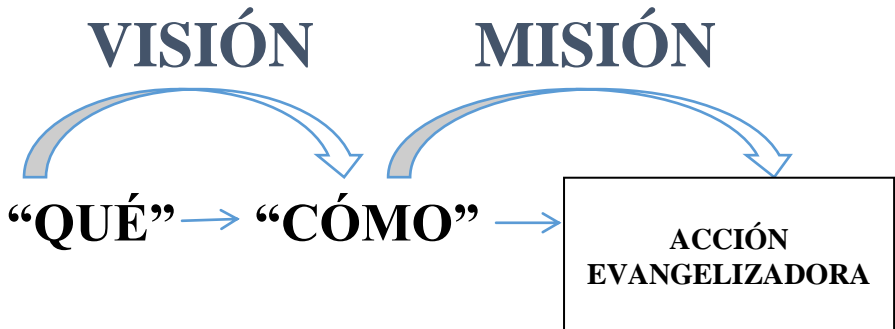 VISIÓN MISIÓN
“QUÉ” “CÓMO”
ACCIÓN
EVANGELIZADORA